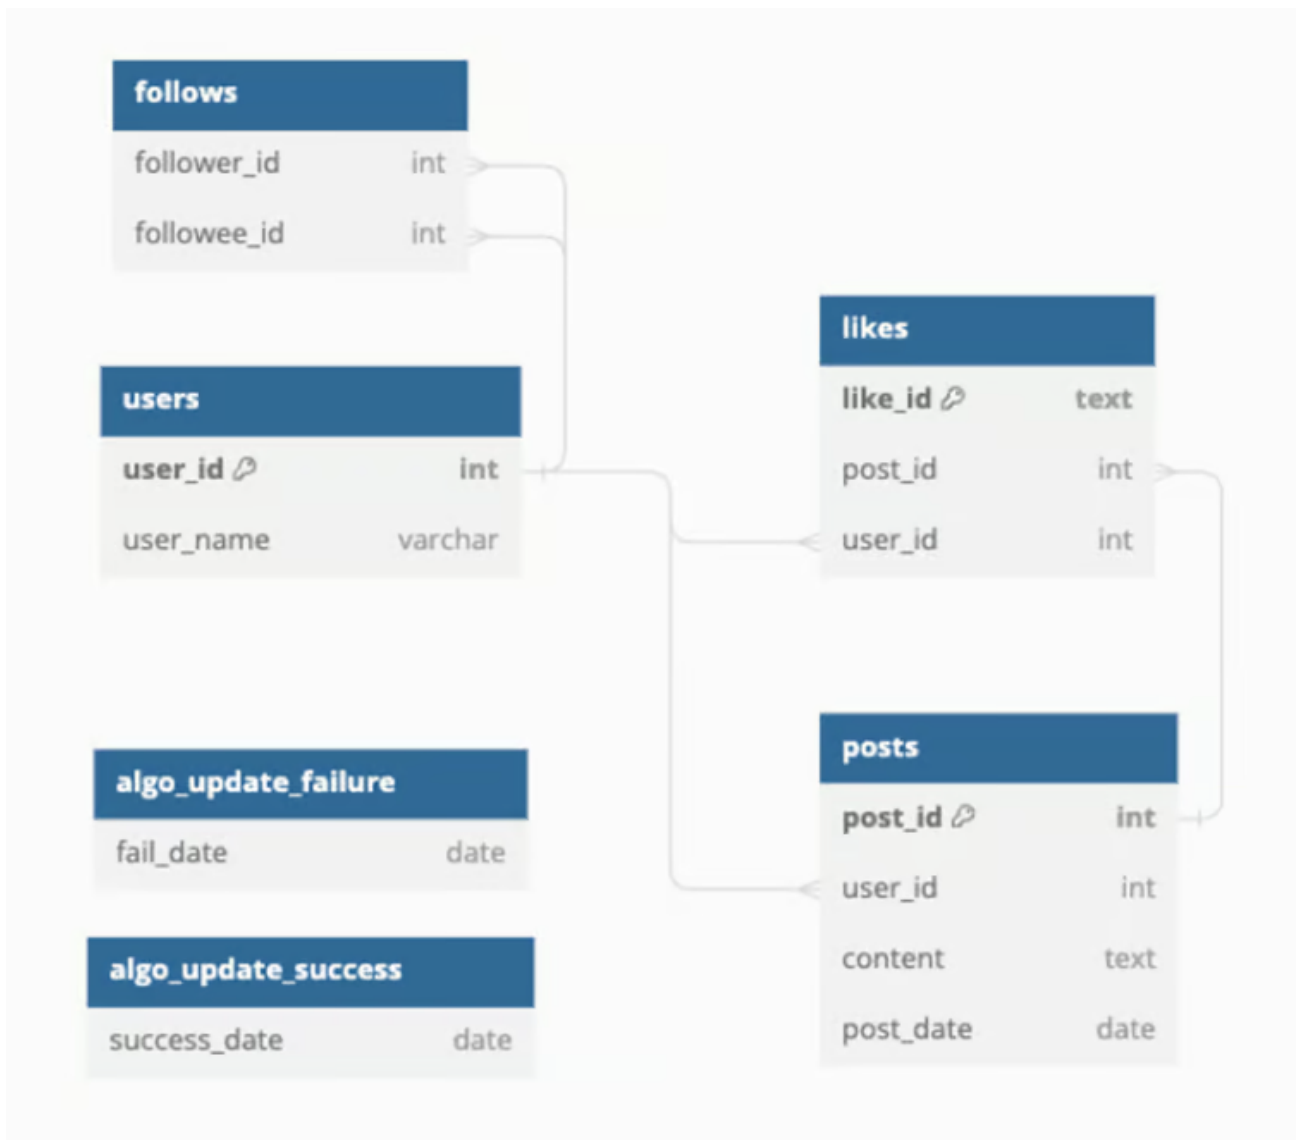 follows
follower_id int
followee_id int
users
user_id int
user_name varchar
likes
like_id text
post_id int
user_id int
algo_update_failure
fail_date date
algo_update_success
success_date date
posts
post_id int
user_id int
content text
post_date date